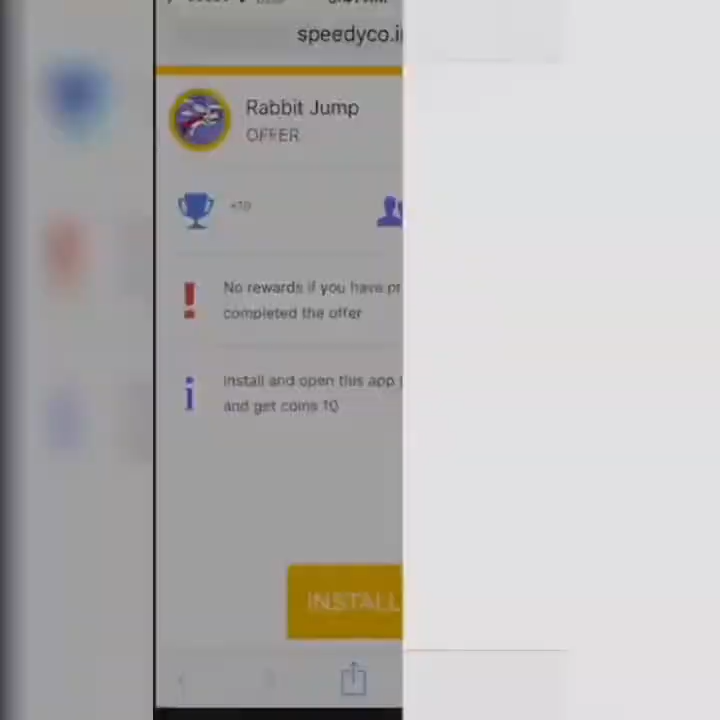 speedyco.i
Rabbit Jump
OFFER
+10
No rewards if you have pr
completed the offer
Install and open this app
and get coins 10
INSTALL